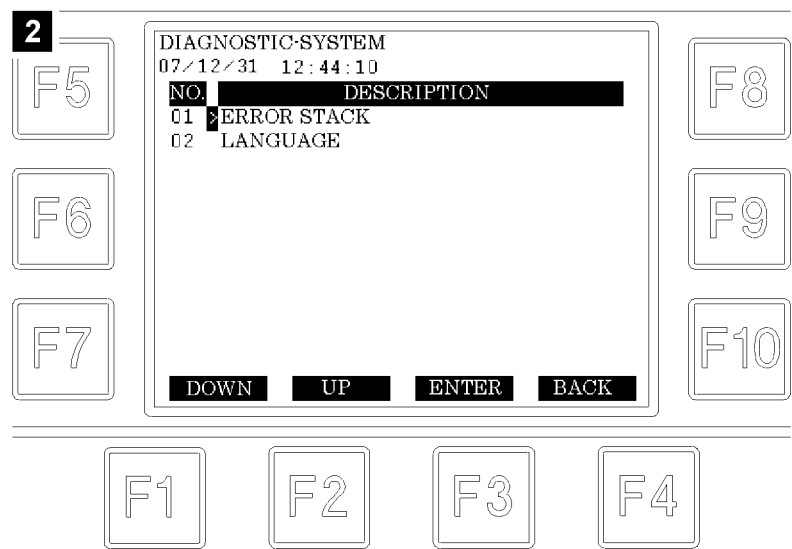 2
DIAGNOSTIC-SYSTEM
07/12/31 12:44:10
NO. DESCRIPTION
01 >ERROR STACK
02 LANGUAGE
DOWN UP ENTER BACK
F5
F6
F7
F8
F9
F10
F1 F2 F3 F4